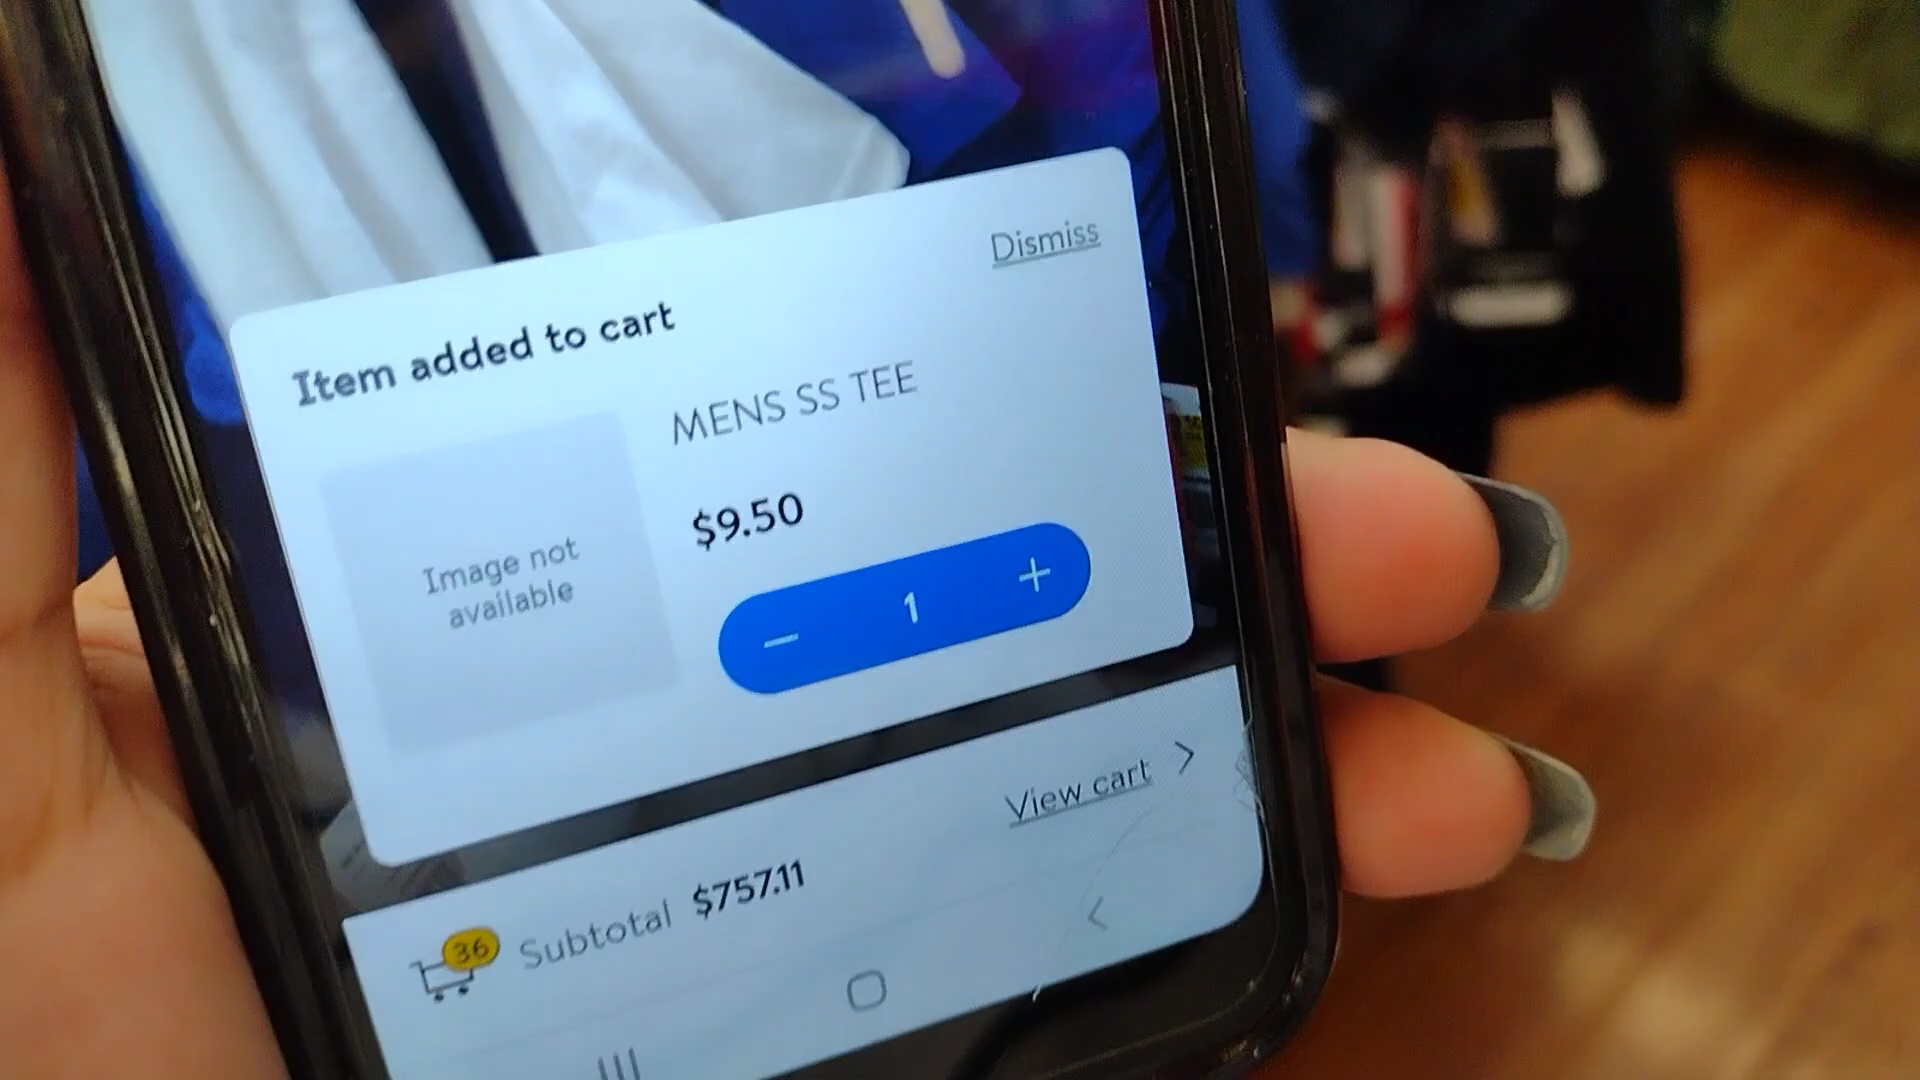 Dismiss
Item added to cart
MENS SS TEE
$9.50
Image not
available
− 1 +
View cart >
36 Subtotal $757.11